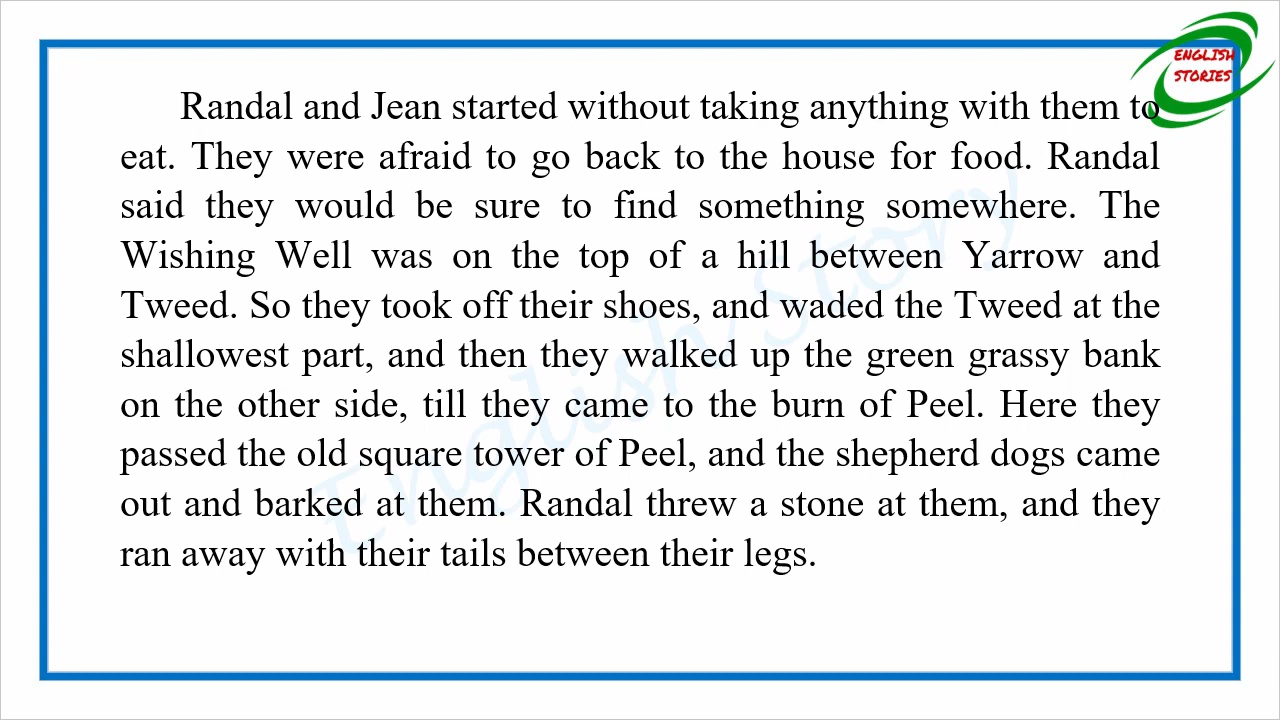 ENGLISH
STORIES
Randal and Jean started without taking anything with them to
eat. They were afraid to go back to the house for food. Randal
said they would be sure to find something somewhere. The
Wishing Well was on the top of a hill between Yarrow and
Tweed. So they took off their shoes, and waded the Tweed at the
shallowest part, and then they walked up the green grassy bank
on the other side, till they came to the burn of Peel. Here they
passed the old square tower of Peel, and the shepherd dogs came
out and barked at them. Randal threw a stone at them, and they
ran away with their tails between their legs.
English Story